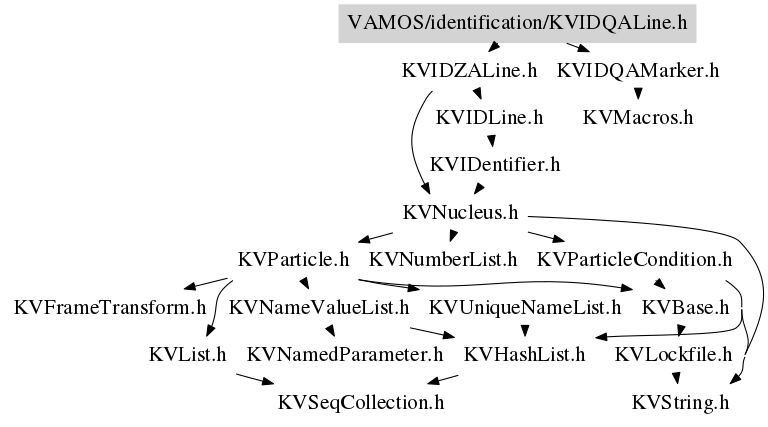 VAMOS/identification/KVIDQALine.h
KVIDZALine.h KVIDQAMarker.h
KVIDLine.h KVMacros.h
KVIDentifier.h
KVNucleus.h
KVParticle.h KVNumberList.h KVParticleCondition.h
KVFrameTransform.h KVNameValueList.h KVUniqueNameList.h KVBase.h
KVList.h KVNamedParameter.h KVHashList.h KVLockfile.h
KVSeqCollection.h KVString.h